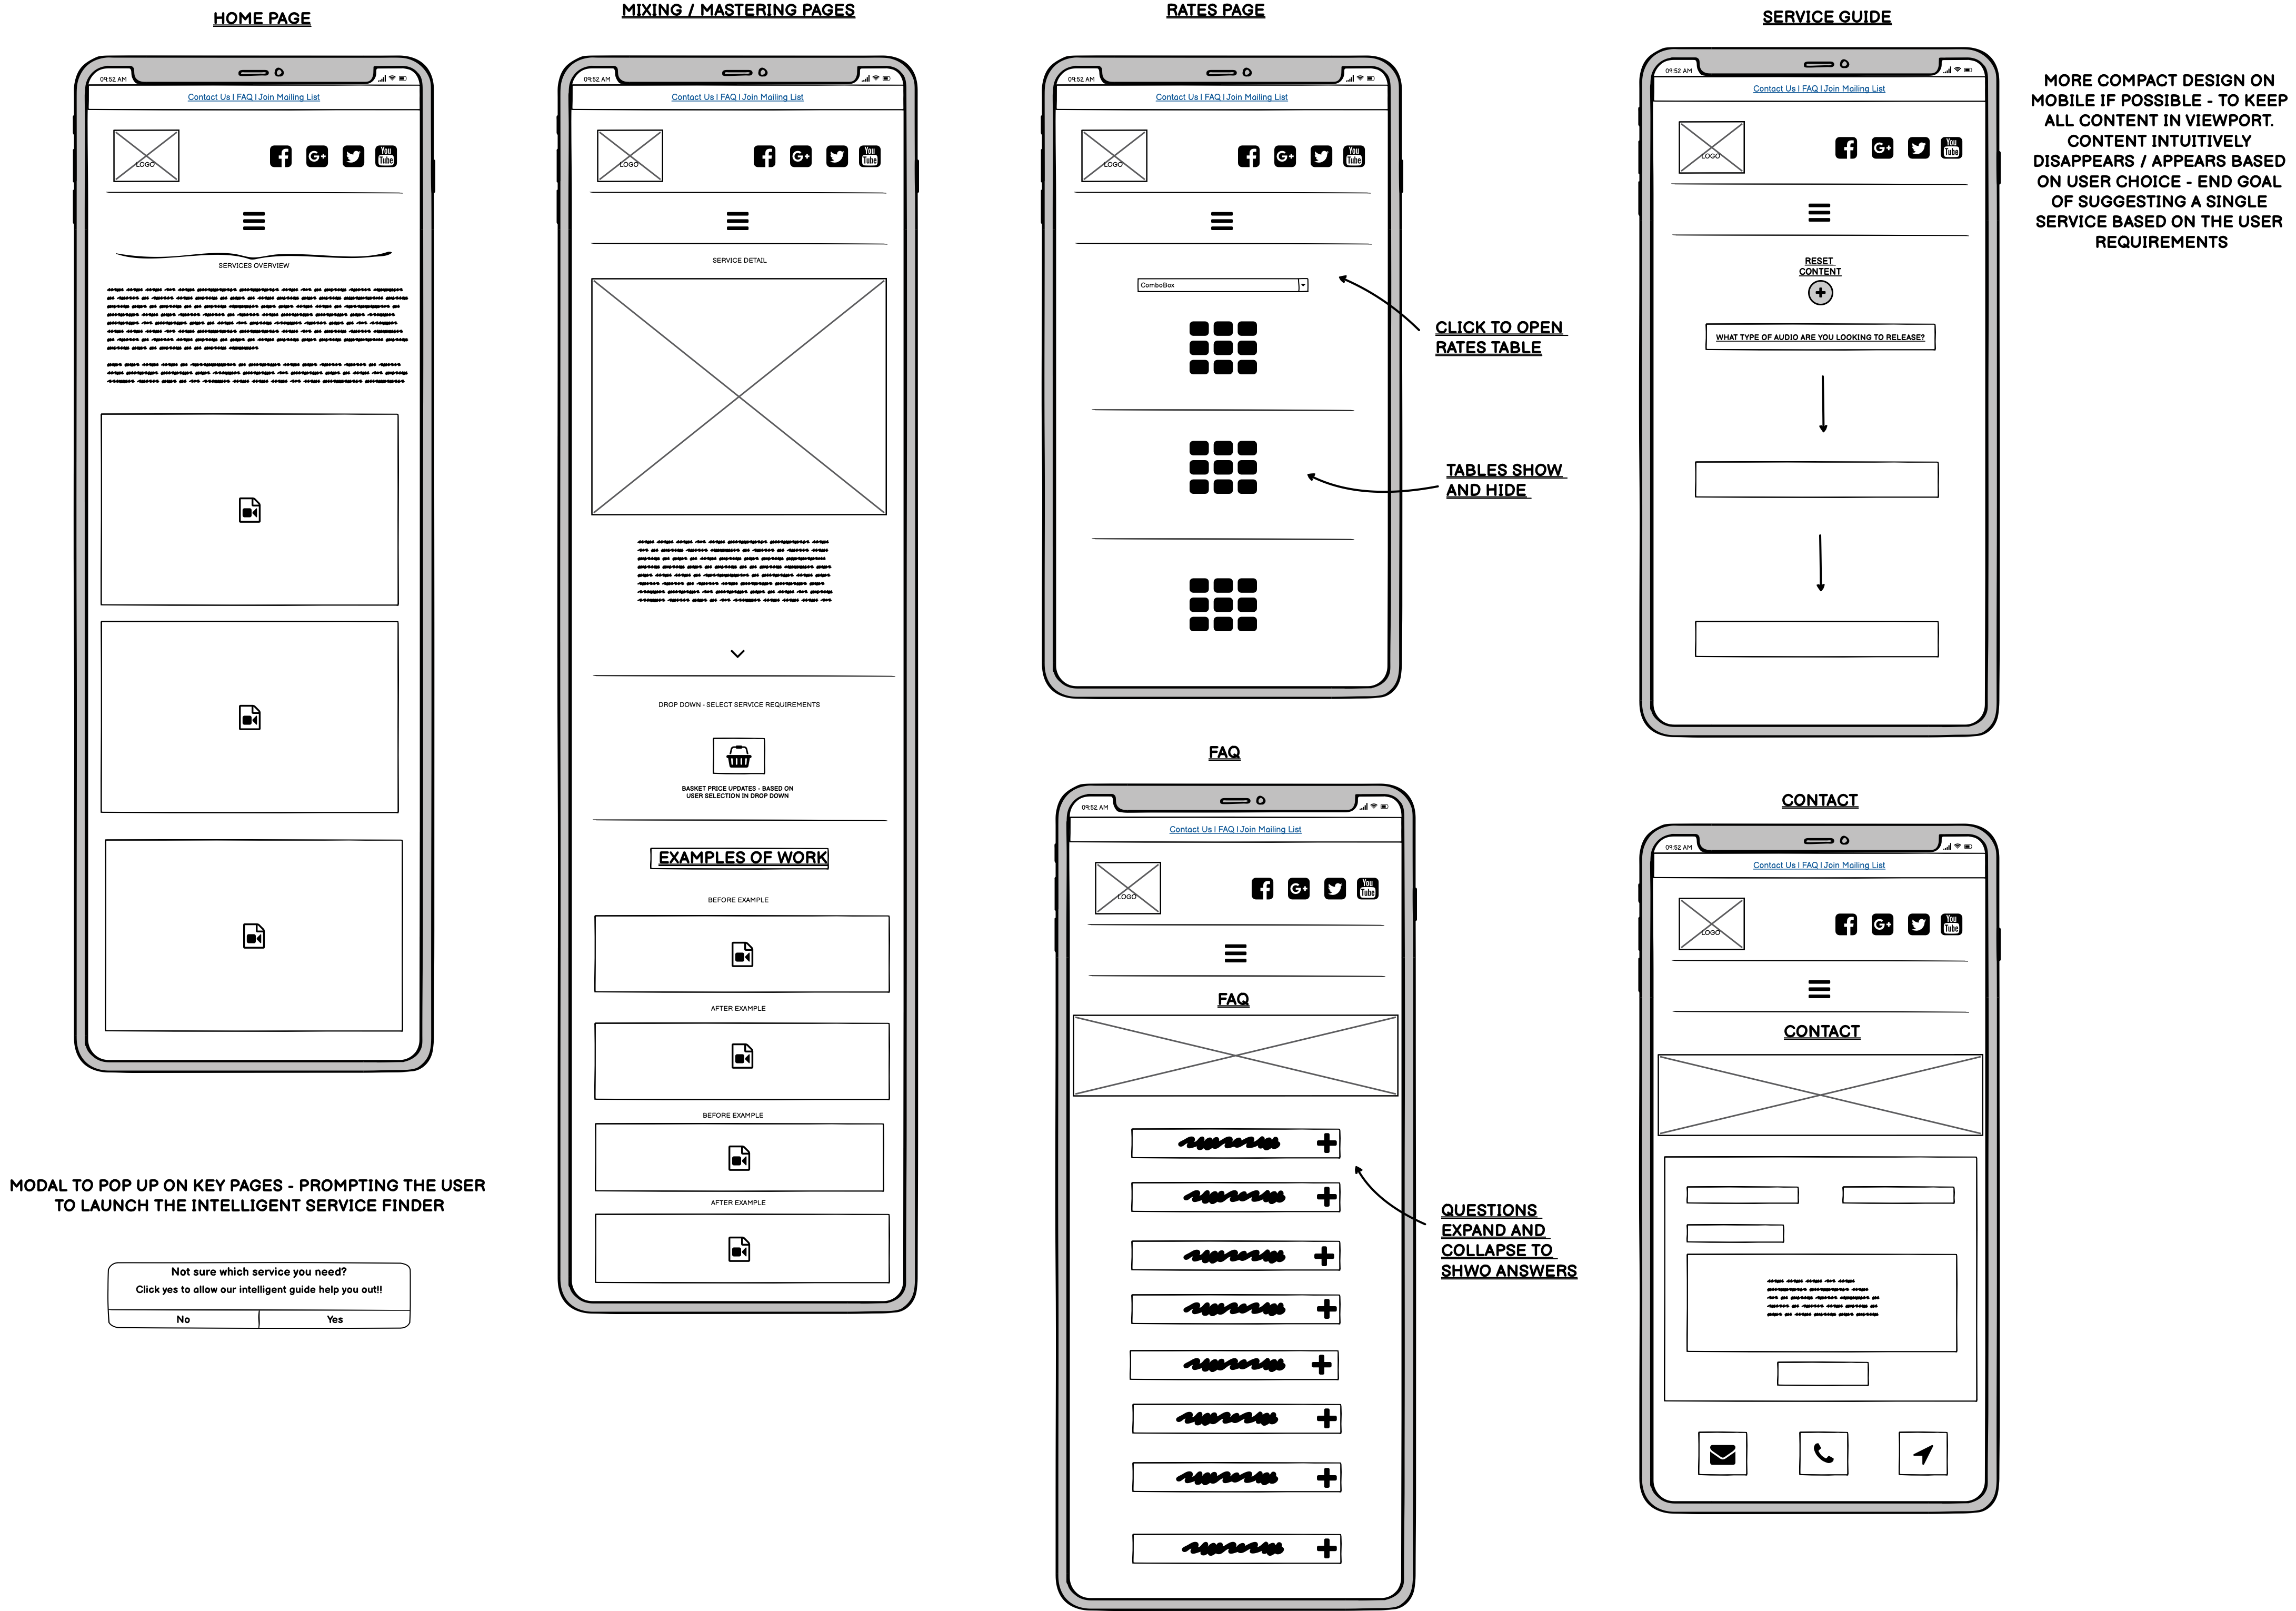 HOME PAGE
09:52 AM
Contact Us | FAQ | Join Mailing List
LOGO
You
Tube
SERVICES OVERVIEW
MODAL TO POP UP ON KEY PAGES - PROMPTING THE USER
TO LAUNCH THE INTELLIGENT SERVICE FINDER
Not sure which service you need?
Click yes to allow our intelligent guide help you out!!
No
Yes
MIXING / MASTERING PAGES
09:52 AM
Contact Us | FAQ | Join Mailing List
LOGO
You
Tube
SERVICE DETAIL
DROP DOWN - SELECT SERVICE REQUIREMENTS
BASKET PRICE UPDATES - BASED ON
USER SELECTION IN DROP DOWN
EXAMPLES OF WORK
BEFORE EXAMPLE
AFTER EXAMPLE
BEFORE EXAMPLE
AFTER EXAMPLE
RATES PAGE
09:52 AM
Contact Us | FAQ | Join Mailing List
LOGO
You
Tube
ComboBox
CLICK TO OPEN
RATES TABLE
TABLES SHOW
AND HIDE
FAQ
09:52 AM
Contact Us | FAQ | Join Mailing List
LOGO
You
Tube
FAQ
QUESTIONS
EXPAND AND
COLLAPSE TO
SHWO ANSWERS
SERVICE GUIDE
09:52 AM
Contact Us | FAQ | Join Mailing List
LOGO
You
Tube
RESET
CONTENT
WHAT TYPE OF AUDIO ARE YOU LOOKING TO RELEASE?
MORE COMPACT DESIGN ON
MOBILE IF POSSIBLE - TO KEEP
ALL CONTENT IN VIEWPORT.
CONTENT INTUITIVELY
DISAPPEARS / APPEARS BASED
ON USER CHOICE - END GOAL
OF SUGGESTING A SINGLE
SERVICE BASED ON THE USER
REQUIREMENTS
CONTACT
09:52 AM
Contact Us | FAQ | Join Mailing List
LOGO
You
Tube
CONTACT